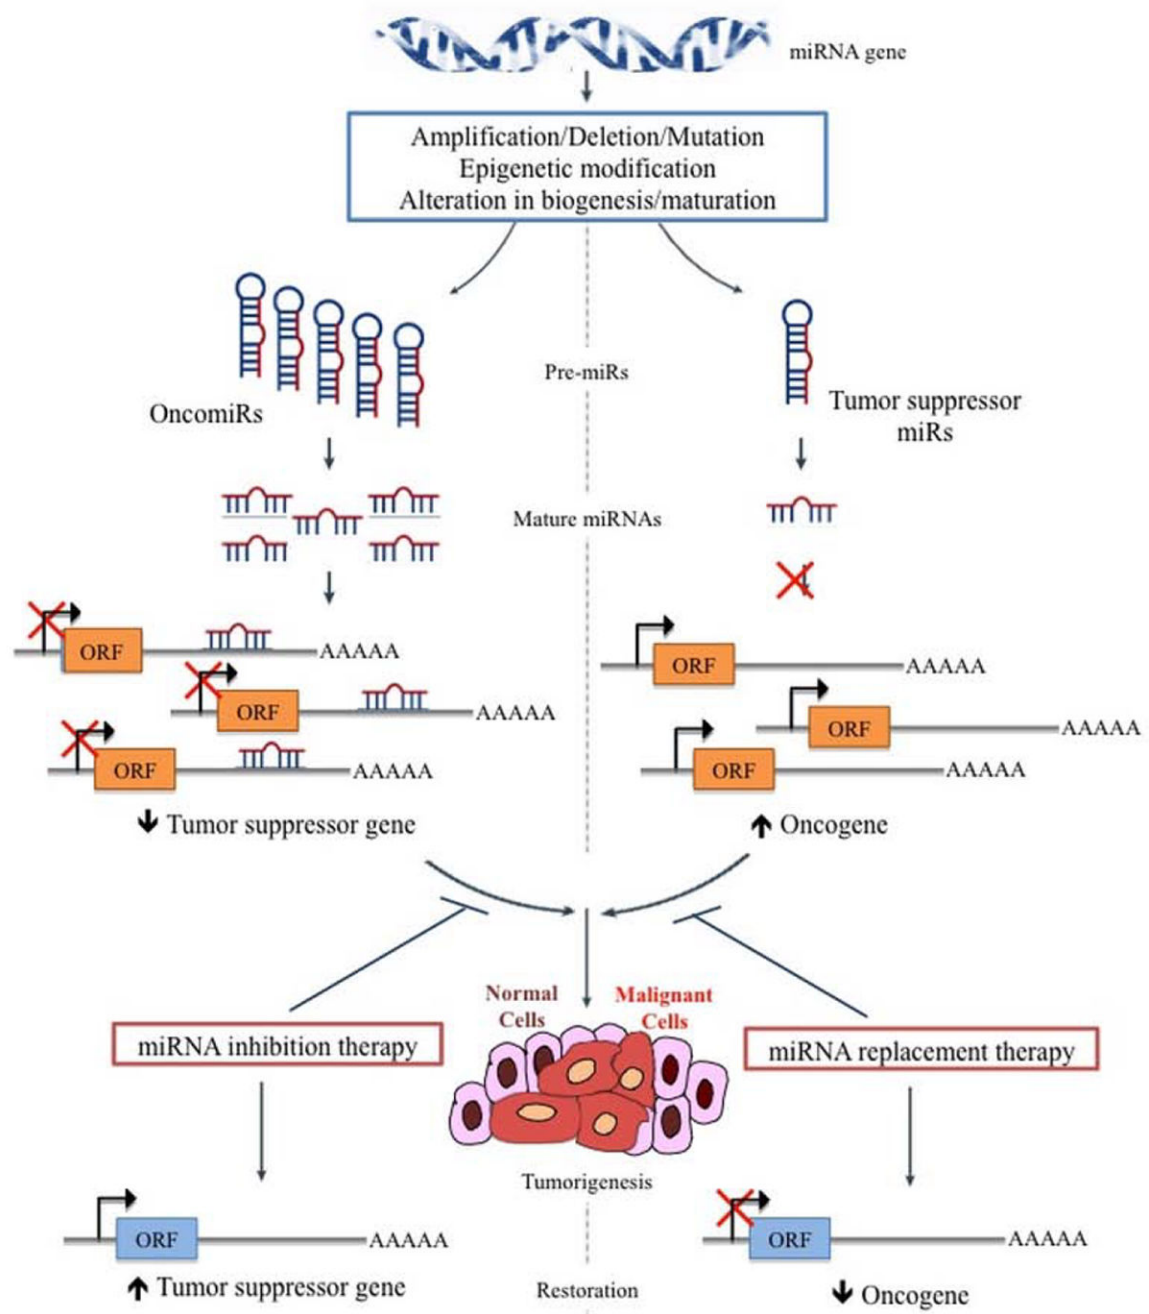 miRNA gene
Amplification/Deletion/Mutation
Epigenetic modification
Alteration in biogenesis/maturation
Pre-miRs
OncomiRs
Tumor suppressor
miRs
Mature miRNAs
ORF
AAAAA
ORF
AAAAA
ORF
AAAAA
ORF
AAAAA
ORF
AAAAA
ORF
AAAAA
Tumor suppressor gene
Oncogene
Normal
Cells
Malignant
Cells
miRNA inhibition therapy
miRNA replacement therapy
Tumorigenesis
ORF
AAAAA
ORF
AAAAA
Tumor suppressor gene
Restoration
Oncogene